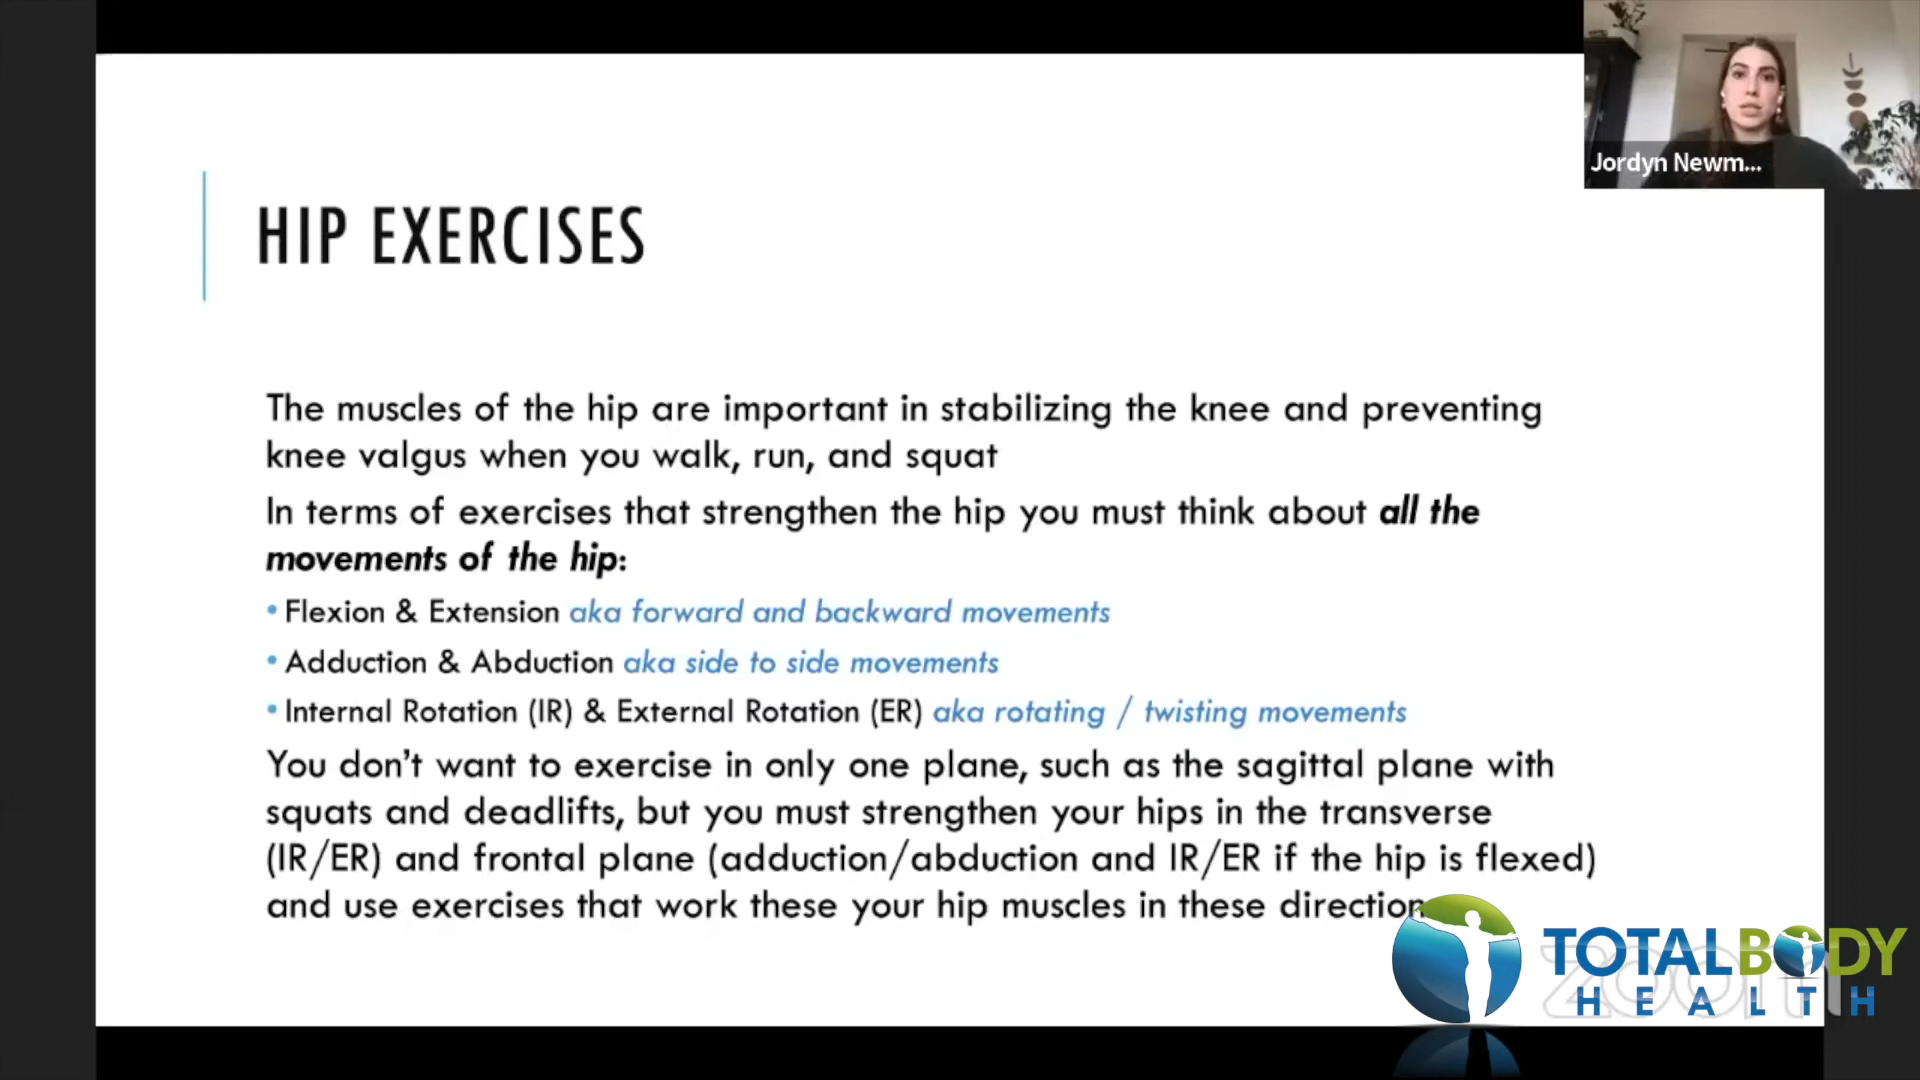 Jordyn Newm...
HIP EXERCISES
The muscles of the hip are important in stabilizing the knee and preventing
knee valgus when you walk, run, and squat
In terms of exercises that strengthen the hip you must think about all the
movements of the hip:
• Flexion & Extension aka forward and backward movements
• Adduction & Abduction aka side to side movements
• Internal Rotation (IR) & External Rotation (ER) aka rotating / twisting movements
You don't want to exercise in only one plane, such as the sagittal plane with
squats and deadlifts, but you must strengthen your hips in the transverse
(IR/ER) and frontal plane (adduction/abduction and IR/ER if the hip is flexed)
and use exercises that work these your hip muscles in these direction
TOTALBODY
HEALTH
zoom